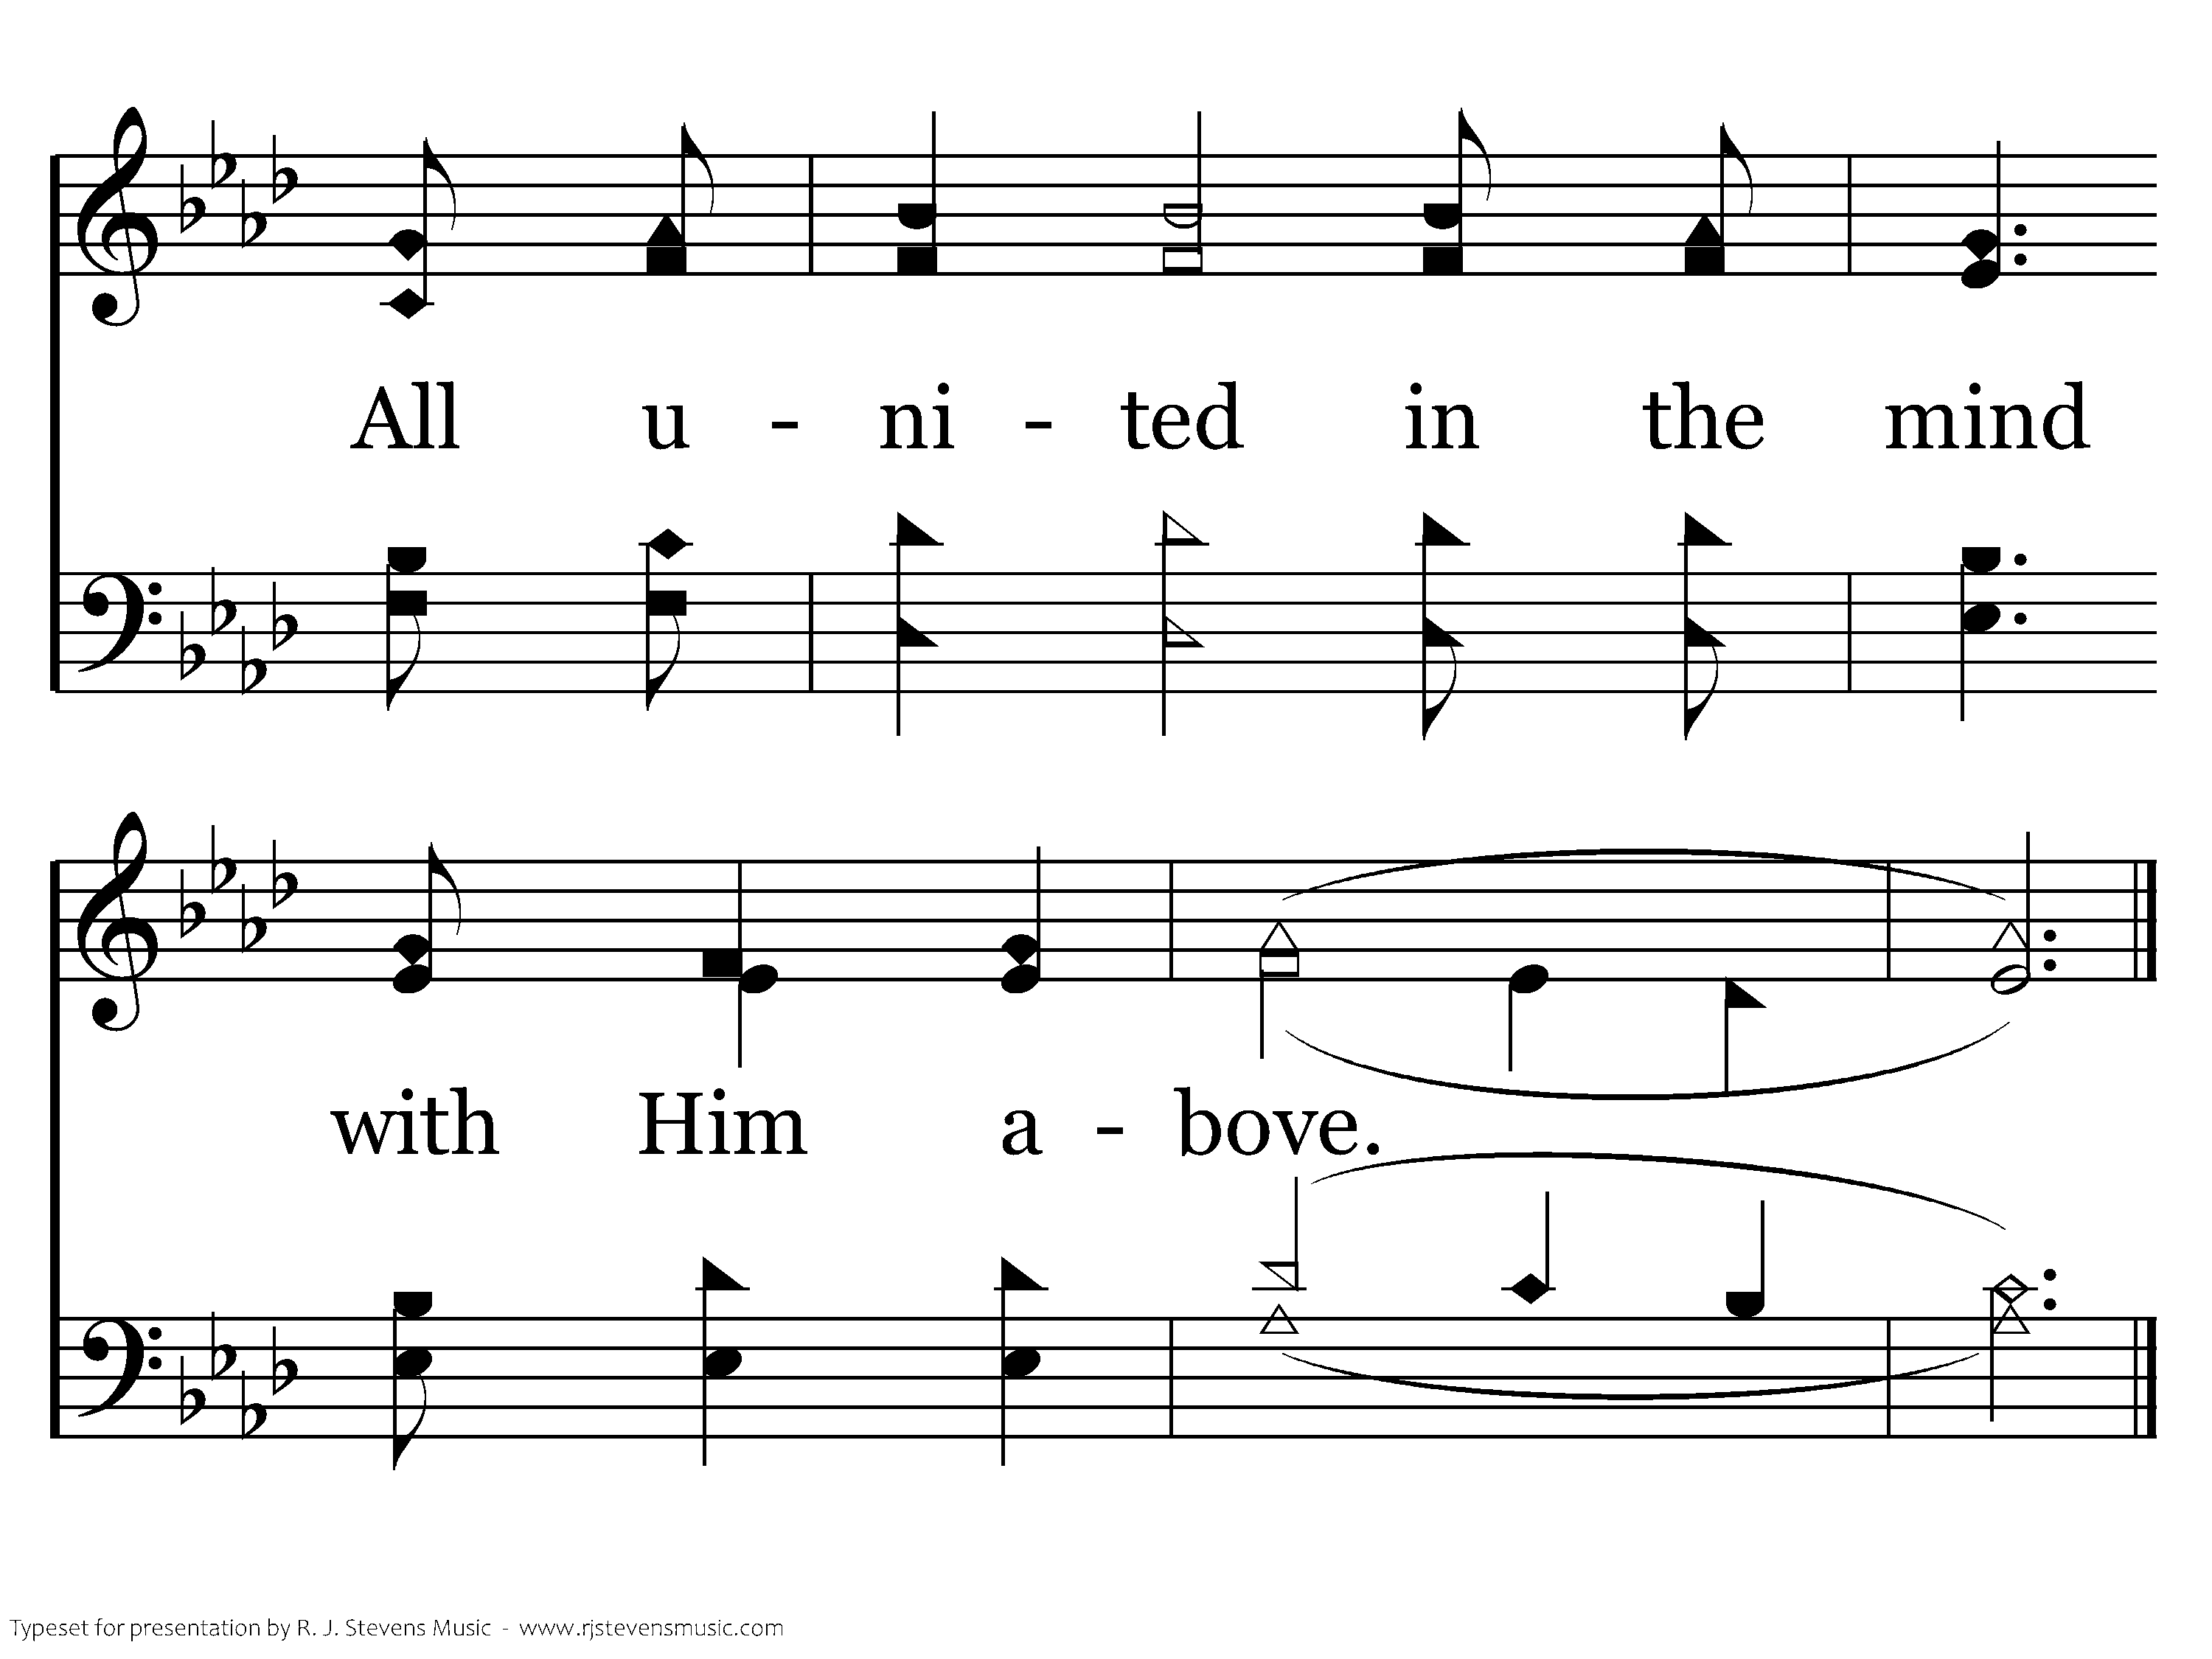 All u - ni - ted in the mind
with Him a - bove.
Typeset for presentation by R. J. Stevens Music - www.rjstevensmusic.com